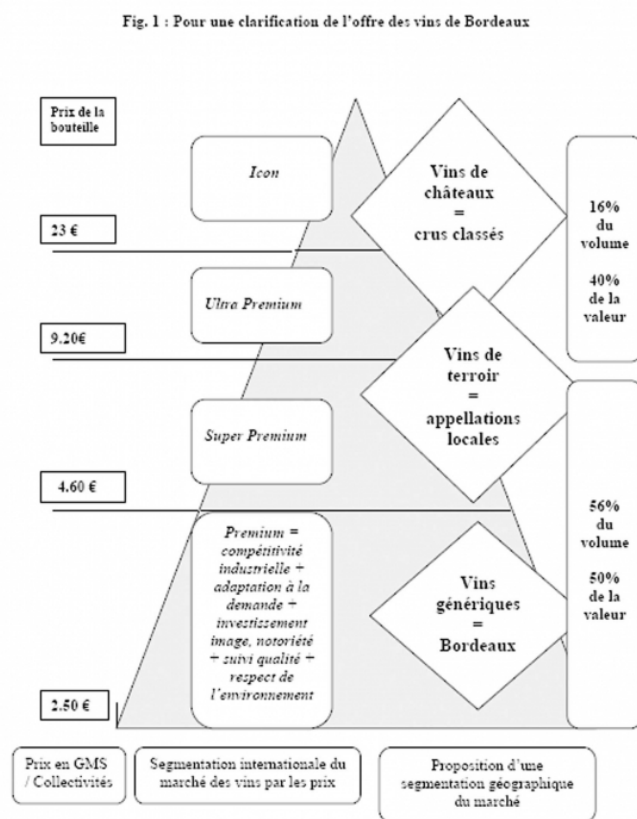 Fig. 1 : Pour une clarification de l'offre des vins de Bordeaux
Prix de la
bouteille
Icon
Vins de
châteaux
=
crus classés
16%
du
volume
40%
de la
valeur
23 €
Ultra Premium
9.20€
Vins de
terroir
=
appellations
locales
Super Premium
4.60 €
Premium =
compétitivité
industrielle +
adaptation à la
demande +
investissement
image, notoriété
+ suivi qualité +
respect de
l'environnement
Vins
génériques
=
Bordeaux
56%
du
volume
50%
de la
valeur
2.50 €
Prix en GMS
/ Collectivités
Segmentation internationale du
marché des vins par les prix
Proposition d'une
segmentation géographique
du marché